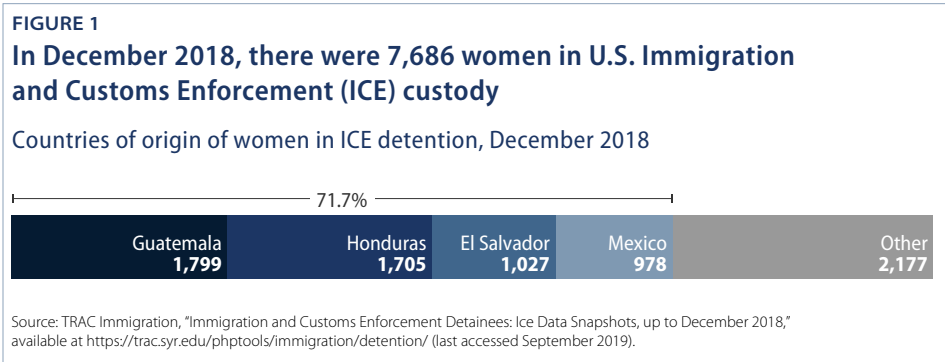 FIGURE 1
In December 2018, there were 7,686 women in U.S. Immigration
and Customs Enforcement (ICE) custody
Countries of origin of women in ICE detention, December 2018
71.7%
Guatemala Honduras El Salvador Mexico Other
1,799 1,705 1,027 978 2,177
Source: TRAC Immigration, “Immigration and Customs Enforcement Detainees: Ice Data Snapshots, up to December 2018,”
available at https://trac.syr.edu/phptools/immigration/detention/ (last accessed September 2019).